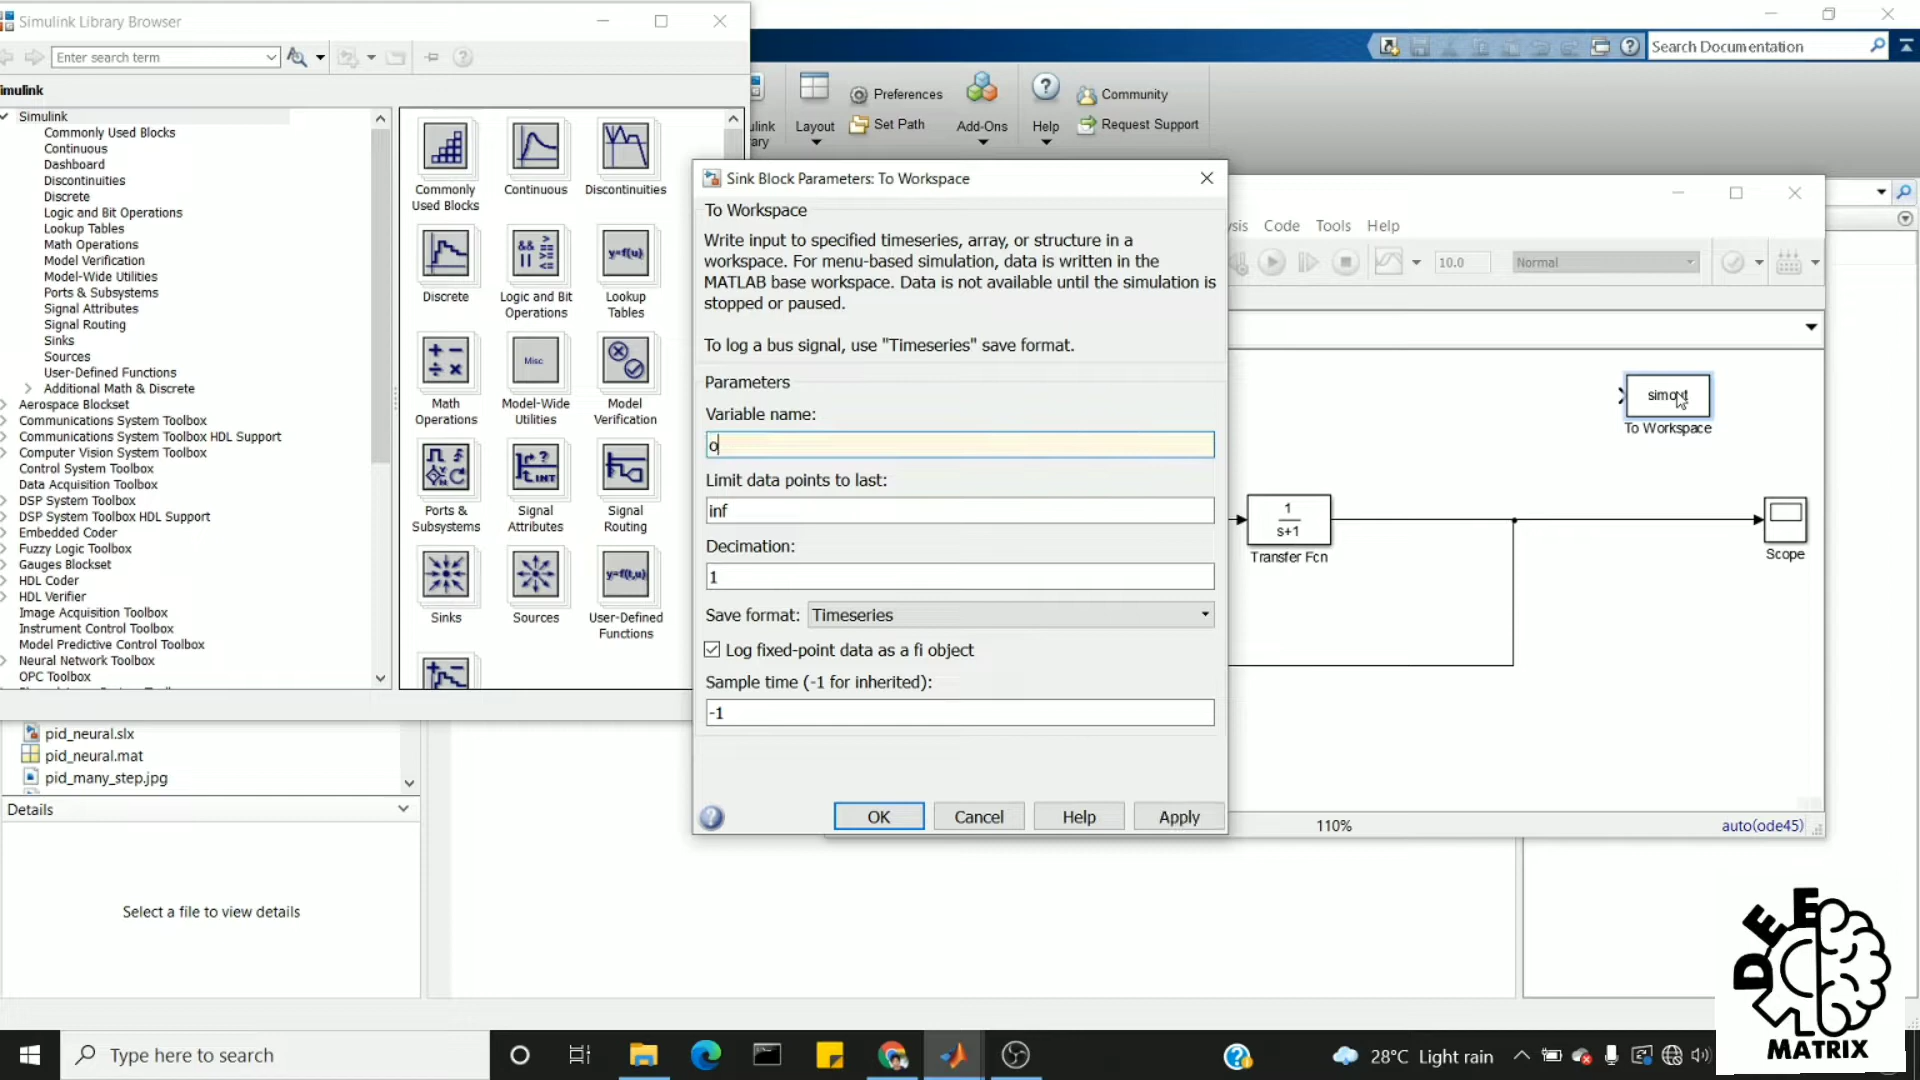 Simulink Library Browser
Enter search term
imulink
Simulink
Commonly Used Blocks
Continuous
Dashboard
Discontinuities
Discrete
Logic and Bit Operations
Lookup Tables
Math Operations
Model Verification
Model-Wide Utilities
Ports & Subsystems
Signal Attributes
Signal Routing
Sinks
Sources
User-Defined Functions
Additional Math & Discrete
Aerospace Blockset
Communications System Toolbox
Communications System Toolbox HDL Support
Computer Vision System Toolbox
Control System Toolbox
Data Acquisition Toolbox
DSP System Toolbox
DSP System Toolbox HDL Support
Embedded Coder
Fuzzy Logic Toolbox
Gauges Blockset
HDL Coder
HDL Verifier
Image Acquisition Toolbox
Instrument Control Toolbox
Model Predictive Control Toolbox
Neural Network Toolbox
OPC Toolbox
Commonly
Used Blocks
Continuous
Discontinuities
Discrete
Logic and Bit
Operations
y=f(u)
Lookup
Tables
Math
Operations
Misc
Model-Wide
Utilities
Model
Verification
Ports &
Subsystems
Signal
Attributes
Signal
Routing
Sinks
Sources
y=f(t,u)
User-Defined
Functions
pid_neural.slx
pid_neural.mat
pid_many_step.jpg
Details
Select a file to view details
Search Documentation
ulink
ary
Layout
Preferences
Set Path
Add-Ons
Help
Community
Request Support
Sink Block Parameters: To Workspace
To Workspace
Write input to specified timeseries, array, or structure in a
workspace. For menu-based simulation, data is written in the
MATLAB base workspace. Data is not available until the simulation is
stopped or paused.
To log a bus signal, use "Timeseries" save format.
Parameters
Variable name:
o
Limit data points to last:
inf
Decimation:
1
Save format: Timeseries
Log fixed-point data as a fi object
Sample time (-1 for inherited):
-1
OK Cancel Help Apply
ysis Code Tools Help
10.0 Normal
simout
To Workspace
1
s+1
Transfer Fcn
Scope
110% auto(ode45)
DEE
MATRIX
Type here to search
28°C Light rain